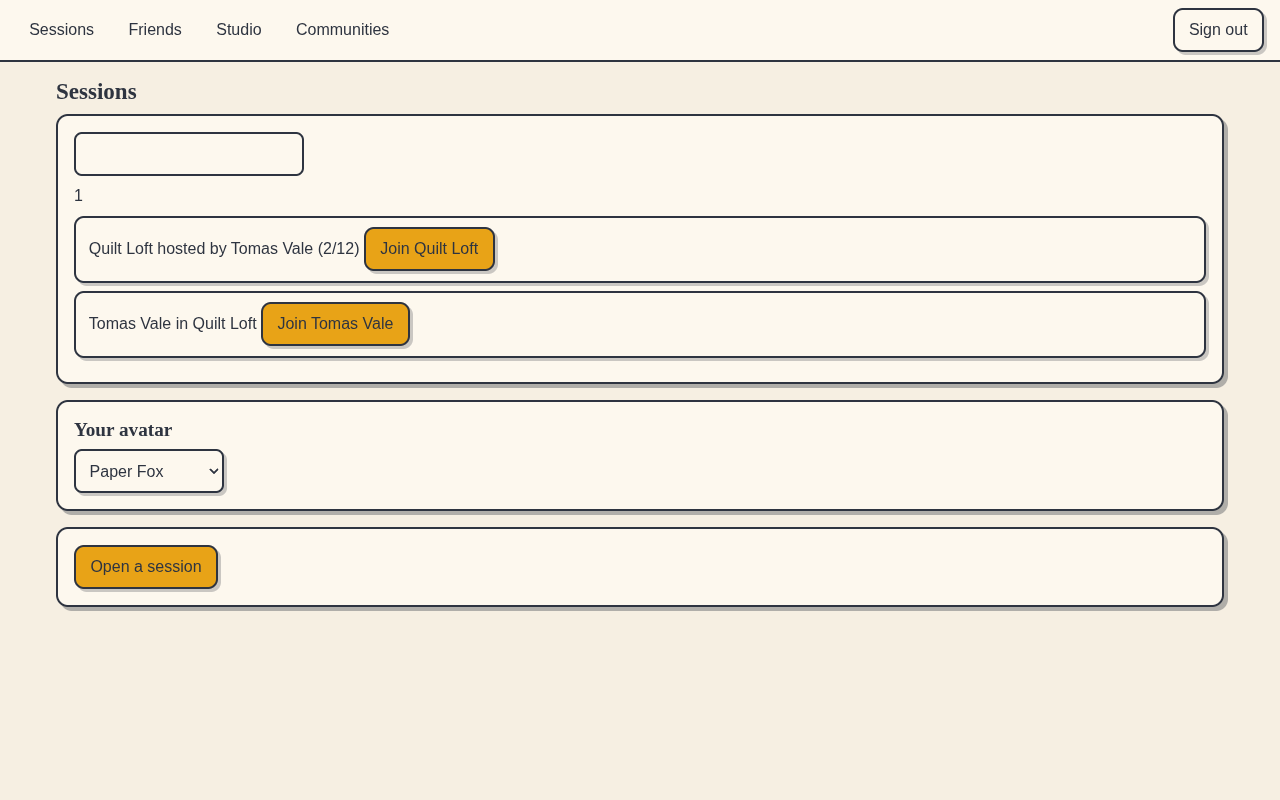 Sessions Friends Studio Communities Sign out
Sessions
1
Quilt Loft hosted by Tomas Vale (2/12) Join Quilt Loft
Tomas Vale in Quilt Loft Join Tomas Vale
Your avatar
Paper Fox
Open a session